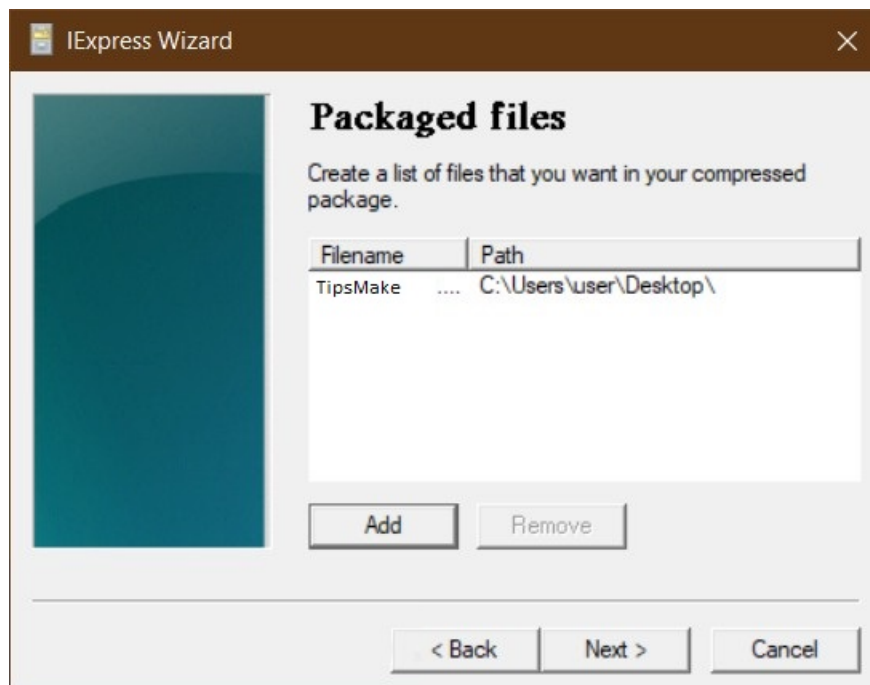 IExpress Wizard
Packaged files
Create a list of files that you want in your compressed
package.
Filename Path
TipsMake .... C:\Users\user\Desktop\
Add Remove
< Back Next > Cancel